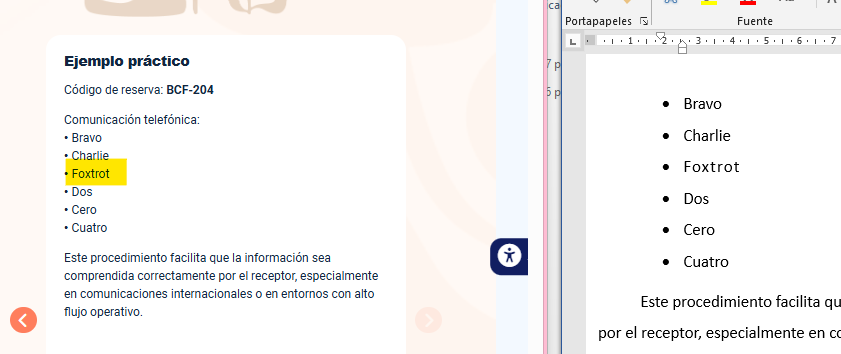 Ejemplo práctico
Código de reserva: BCF-204
Comunicación telefónica:
• Bravo
• Charlie
• Foxtrot
• Dos
• Cero
• Cuatro
Este procedimiento facilita que la información sea
comprendida correctamente por el receptor, especialmente
en comunicaciones internacionales o en entornos con alto
flujo operativo.
ca
7 p
6 p
Portapapeles
Fuente
1 2 3 4 5 6 7
• Bravo
• Charlie
• Foxtrot
• Dos
• Cero
• Cuatro
Este procedimiento facilita qu
por el receptor, especialmente en co